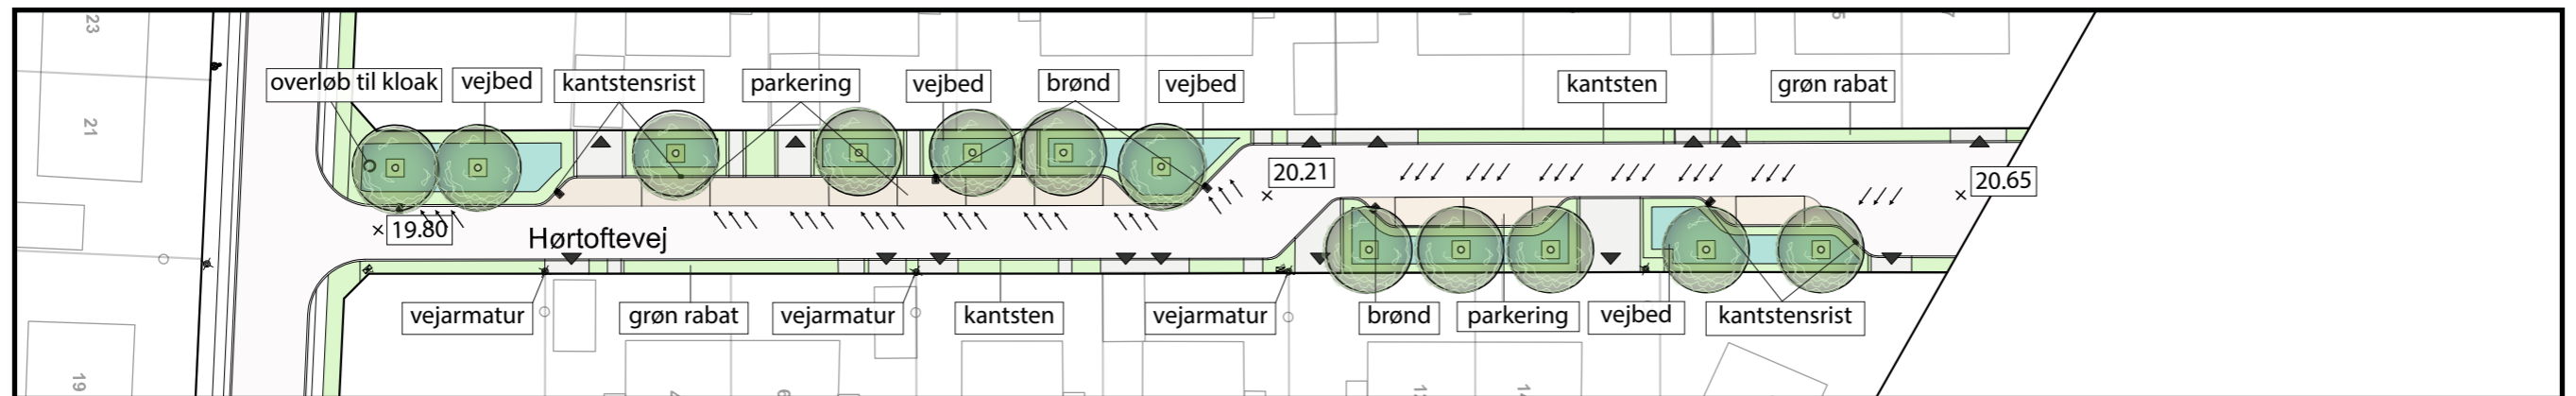 23
21
19
overløb til kloak
vejbed
kantstensrist
parkering
vejbed
brønd
vejbed
kantsten
grøn rabat
20.21
20.65
19.80
Hørtoftevej
vejarmatur
grøn rabat
vejarmatur
kantsten
vejarmatur
brønd
parkering
vejbed
kantstensrist